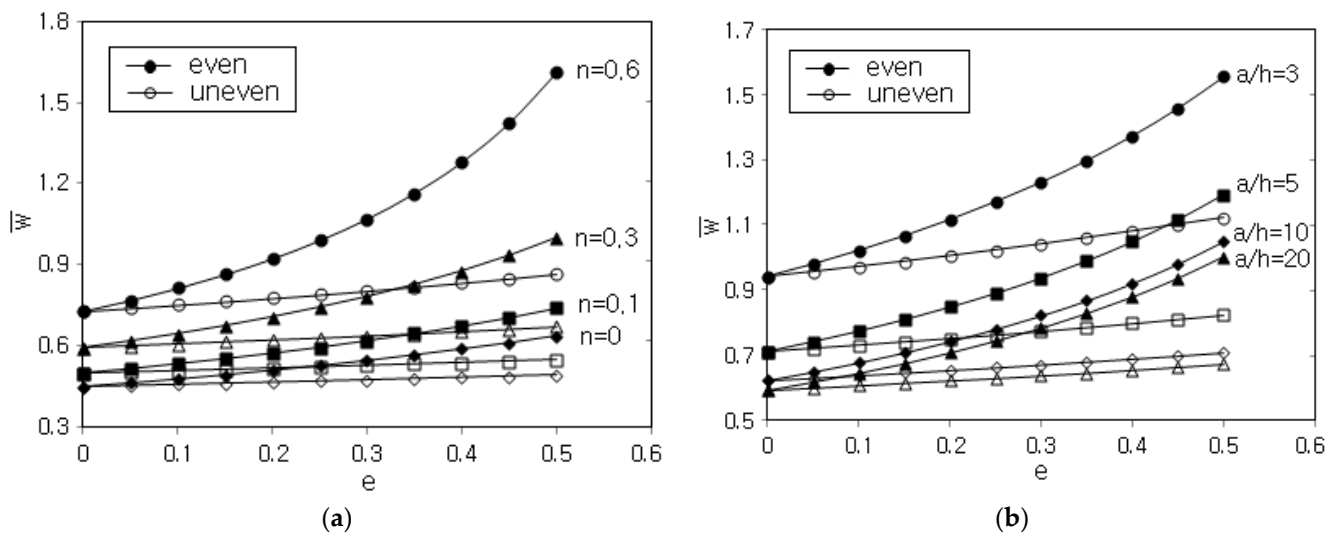 1.8
even
uneven
n=0,6
1.5
1.2
w
n=0,3
0.9
n=0,1
0.6
n=0
0.3
0 0.1 0.2 0.3 0.4 0.5 0.6
e
(a)
1.7
even
uneven
a/h=3
1.5
1.3
a/h=5
1.1
w
a/h=10
a/h=20
0.9
0.7
0.5
0 0.1 0.2 0.3 0.4 0.5 0.6
e
(b)